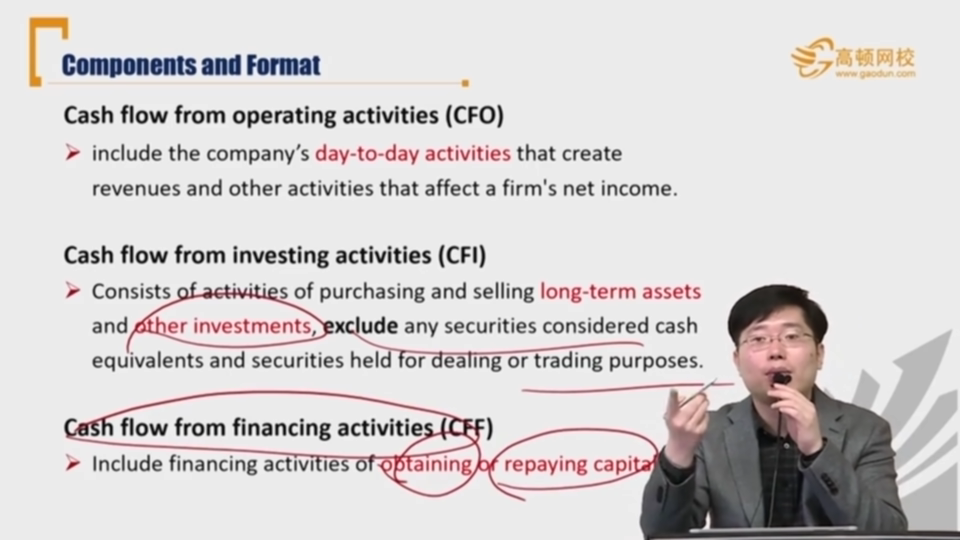 Components and Format
高顿网校
www.gaodun.com
Cash flow from operating activities (CFO)
include the company's day-to-day activities that create
revenues and other activities that affect a firm's net income.
Cash flow from investing activities (CFI)
Consists of activities of purchasing and selling long-term assets
and other investments, exclude any securities considered cash
equivalents and securities held for dealing or trading purposes.
Cash flow from financing activities (CFF)
Include financing activities of obtaining or repaying capital